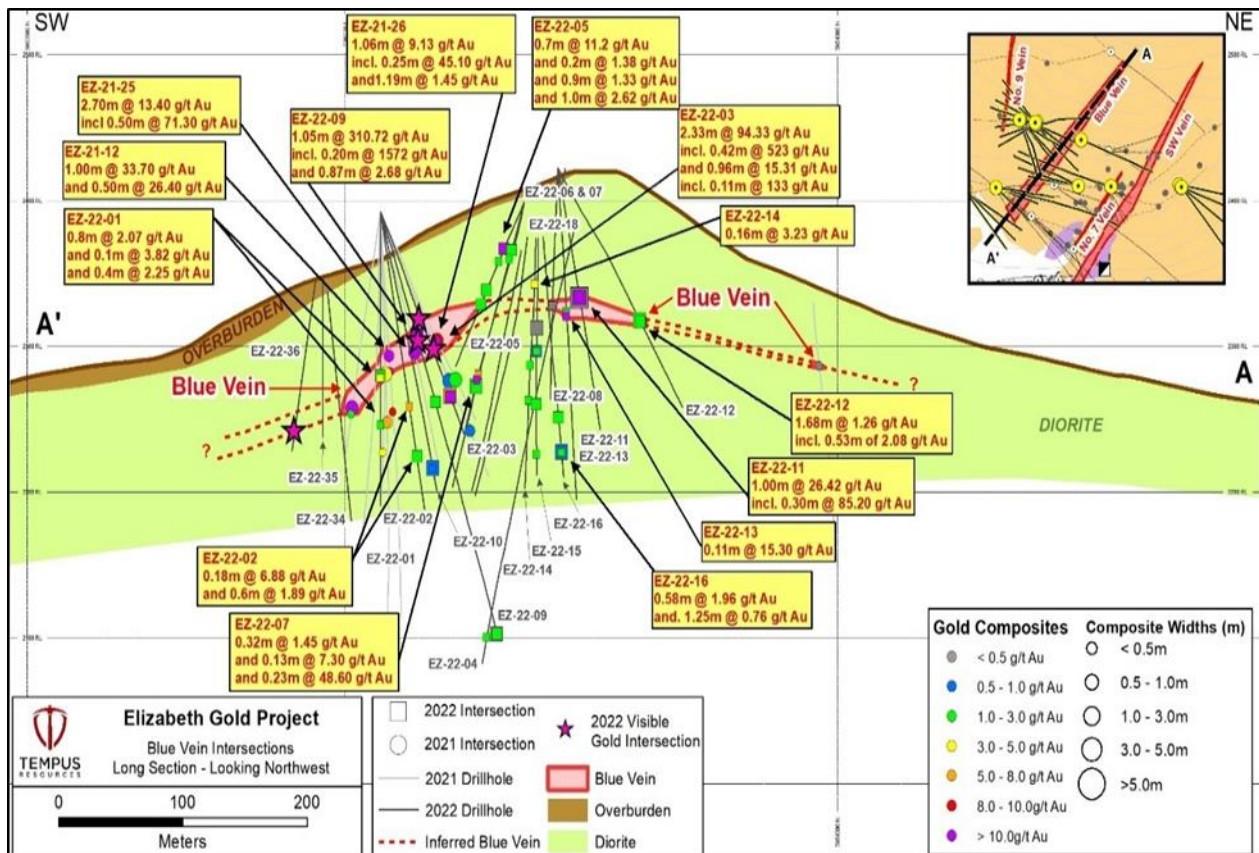 SW
NE
EZ-21-26
1.06m @ 9.13 g/t Au
incl. 0.25m @ 45.10 g/t Au
and1.19m @ 1.45 g/t Au
EZ-22-05
0.7m @ 11.2 g/t Au
and 0.2m @ 1.38 g/t Au
and 0.9m @ 1.33 g/t Au
and 1.0m @ 2.62 g/t Au
EZ-21-25
2.70m @ 13.40 g/t Au
incl 0.50m @ 71.30 g/t Au
EZ-22-09
1.05m @ 310.72 g/t Au
incl. 0.20m @ 1572 g/t Au
and 0.87m @ 2.68 g/t Au
EZ-22-03
2.33m @ 94.33 g/t Au
incl. 0.42m @ 523 g/t Au
and 0.96m @ 15.31 g/t Au
incl. 0.11m @ 133 g/t Au
EZ-21-12
1.00m @ 33.70 g/t Au
and 0.50m @ 26.40 g/t Au
EZ-22-01
0.8m @ 2.07 g/t Au
and 0.1m @ 3.82 g/t Au
and 0.4m @ 2.25 g/t Au
EZ-22-14
0.16m @ 3.23 g/t Au
EZ-22-06 & 07
EZ-22-18
No. 9 Vein
Blue Vein
SW Vein
No. 7 Vein
A
A'
A'
OVERBURDEN
EZ-22-36
Blue Vein
Blue Vein
EZ-22-05
EZ-22-08
EZ-22-12
?
A
DIORITE
EZ-22-12
1.68m @ 1.26 g/t Au
incl. 0.53m of 2.08 g/t Au
EZ-22-11
EZ-22-13
EZ-22-03
?
EZ-22-35
EZ-22-34
EZ-22-02
EZ-22-01
EZ-22-10
EZ-22-16
EZ-22-15
EZ-22-14
EZ-22-11
1.00m @ 26.42 g/t Au
incl. 0.30m @ 85.20 g/t Au
EZ-22-13
0.11m @ 15.30 g/t Au
EZ-22-02
0.18m @ 6.88 g/t Au
and 0.6m @ 1.89 g/t Au
EZ-22-16
0.58m @ 1.96 g/t Au
and. 1.25m @ 0.76 g/t Au
EZ-22-07
0.32m @ 1.45 g/t Au
and 0.13m @ 7.30 g/t Au
and 0.23m @ 48.60 g/t Au
EZ-22-09
EZ-22-04
TEMPUS
RESOURCES
Elizabeth Gold Project
Blue Vein Intersections
Long Section - Looking Northwest
0 100 200
Meters
2022 Intersection
2021 Intersection
2021 Drillhole
2022 Drillhole
Inferred Blue Vein
2022 Visible
Gold Intersection
Blue Vein
Overburden
Diorite
Gold Composites
< 0.5 g/t Au
0.5 - 1.0g/t Au
1.0 - 3.0g/t Au
3.0 - 5.0g/t Au
5.0 - 8.0g/t Au
8.0 - 10.0g/t Au
> 10.0g/t Au
Composite Widths (m)
< 0.5m
0.5 - 1.0m
1.0 - 3.0m
3.0 - 5.0m
>5.0m